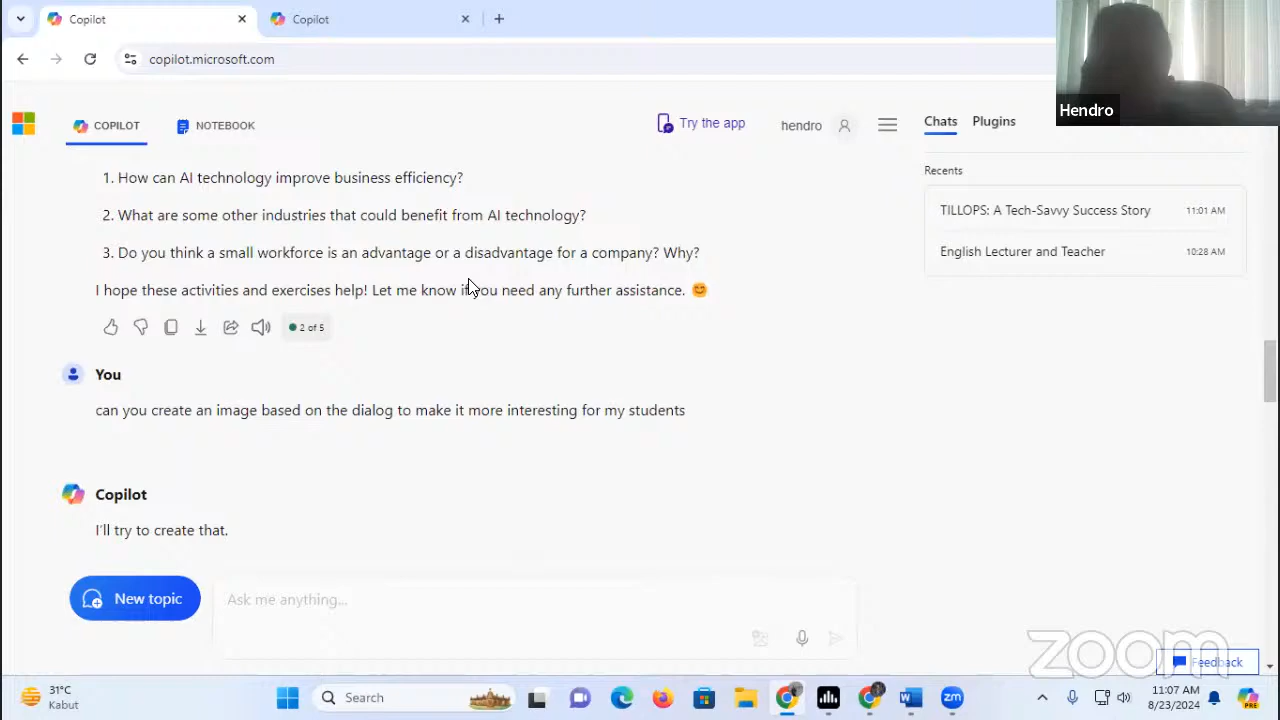 Copilot
Copilot
copilot.microsoft.com
Hendro
COPILOT
NOTEBOOK
Try the app
hendro
Chats
Plugins
1. How can AI technology improve business efficiency?
2. What are some other industries that could benefit from AI technology?
3. Do you think a small workforce is an advantage or a disadvantage for a company? Why?
I hope these activities and exercises help! Let me know if you need any further assistance. 😊
2 of 5
Recents
TILLOPS: A Tech-Savvy Success Story 11:01 AM
English Lecturer and Teacher 10:28 AM
You
can you create an image based on the dialog to make it more interesting for my students
Copilot
I'll try to create that.
New topic
Ask me anything...
zoom
Feedback
31°C
Kabut
Search
zm
11:07 AM
8/23/2024
PRE